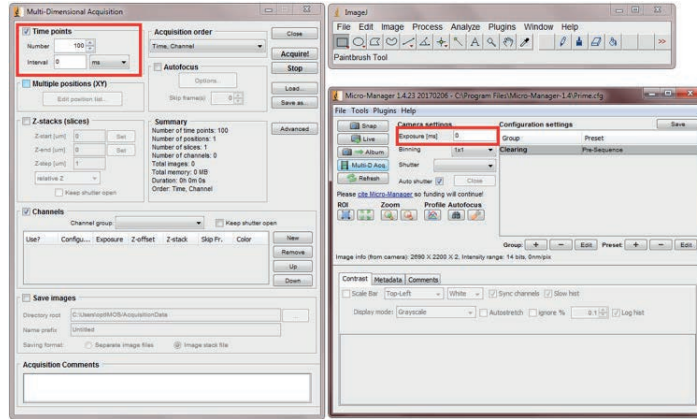 Multi-Dimensional Acquisition
Time points
Number 100
Interval 0 ms
Multiple positions (XY)
Edit position list...
Z-stacks (slices)
Z-start [um] 0 Set
Z-end [um] 0 Set
Z-step [um] 1
relative Z
Keep shutter open
Acquisition order
Time, Channel
Autofocus
Options...
Skip frame(s) 0
Summary
Number of time points: 100
Number of positions: 1
Number of slices: 1
Number of channels: 0
Total images: 0
Total memory: 0 MB
Duration: 0h 0m 0s
Order: Time, Channel
Close
Acquire!
Stop
Load...
Save as...
Advanced
Channels
Channel group: Keep shutter open
Use? Configu... Exposure Z-offset Z-stack Skip Fr. Color
New
Remove
Up
Down
Save images
Directory root C:\Users\optiMOS\AcquisitionData ...
Name prefix Untitled
Saving format: Separate image files Image stack file
Acquisition Comments
ImageJ
File Edit Image Process Analyze Plugins Window Help
Paintbrush Tool
Micro-Manager 1.4.23 20170206 - C:\Program Files\Micro-Manager-1.4\Prime.cfg
File Tools Plugins Help
Snap
Live
Album
Multi-D Acq.
Refresh
Camera settings
Exposure [ms] 0
Binning 1x1
Shutter
Auto shutter Close
Configuration settings Save
Group Preset
Clearing Pre-Sequence
Please cite Micro-Manager so funding will continue!
ROI Zoom Profile Autofocus
Group: + - Edit Preset: + - Edit
Image info (from camera): 2690 X 2200 X 2, Intensity range: 14 bits, 0nm/pix
Contrast Metadata Comments
Scale Bar Top-Left White Sync channels Slow hist
Display mode: Grayscale Autostretch ignore % 0.1 Log hist